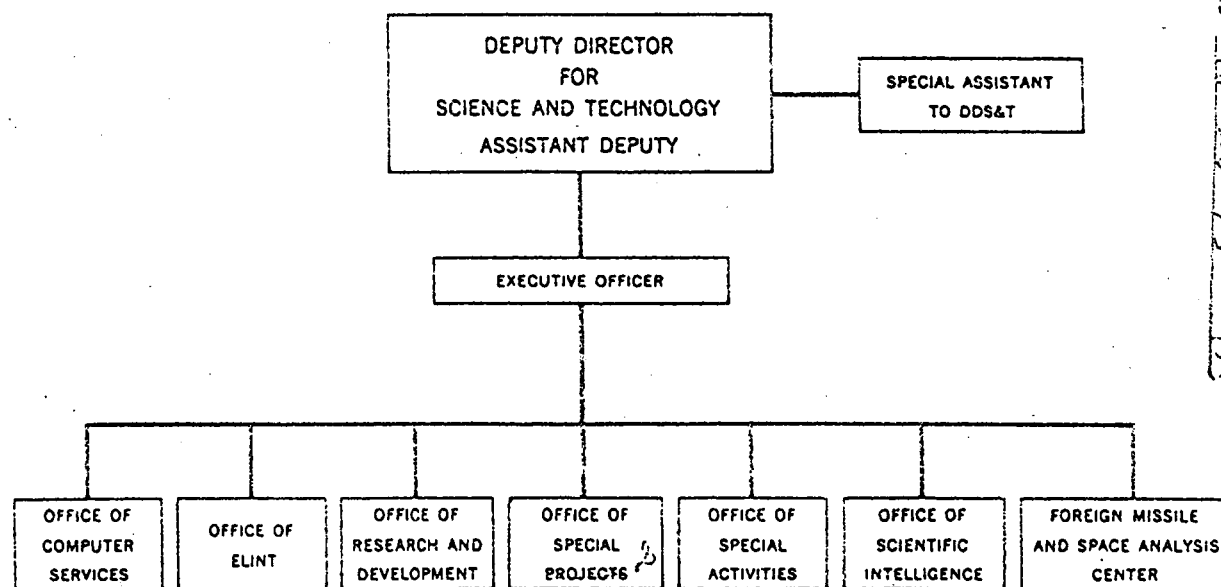 DEPUTY DIRECTOR
FOR
SCIENCE AND TECHNOLOGY
ASSISTANT DEPUTY
SPECIAL ASSISTANT
TO DDS&T
EXECUTIVE OFFICER
OFFICE OF
COMPUTER
SERVICES
OFFICE OF
ELINT
OFFICE OF
RESEARCH AND
DEVELOPMENT
OFFICE OF
SPECIAL
PROJECTS
OFFICE OF
SPECIAL
ACTIVITIES
OFFICE OF
SCIENTIFIC
INTELLIGENCE
FOREIGN MISSILE
AND SPACE ANALYSIS
CENTER